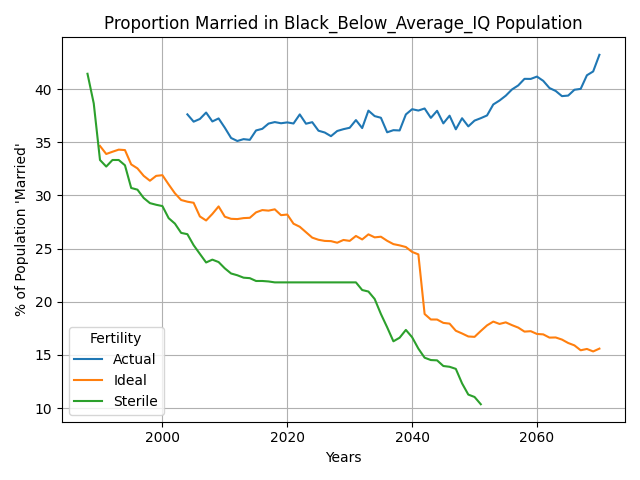 Proportion Married in Black_Below_Average_IQ Population
% of Population 'Married'
40
35
30
25
20
15
10
Fertility
Actual
Ideal
Sterile
2000 2020 2040 2060
Years